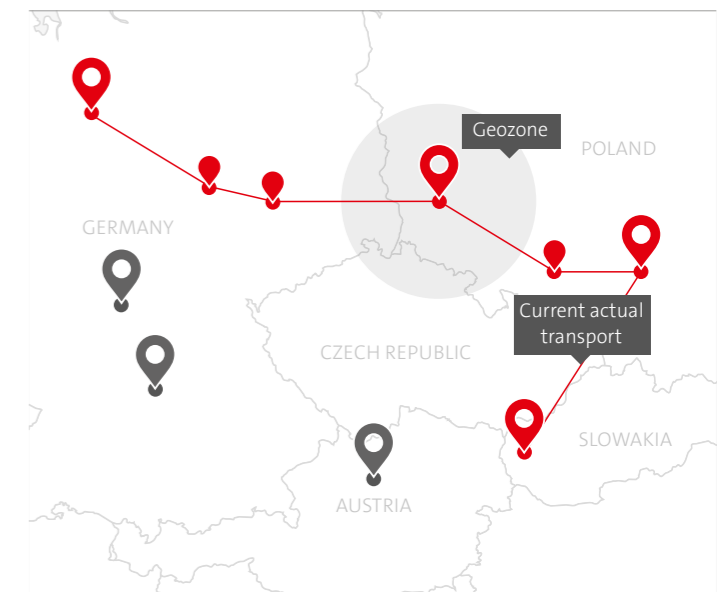 Geozone
POLAND
GERMANY
Current actual
transport
CZECH REPUBLIC
SLOWAKIA
AUSTRIA